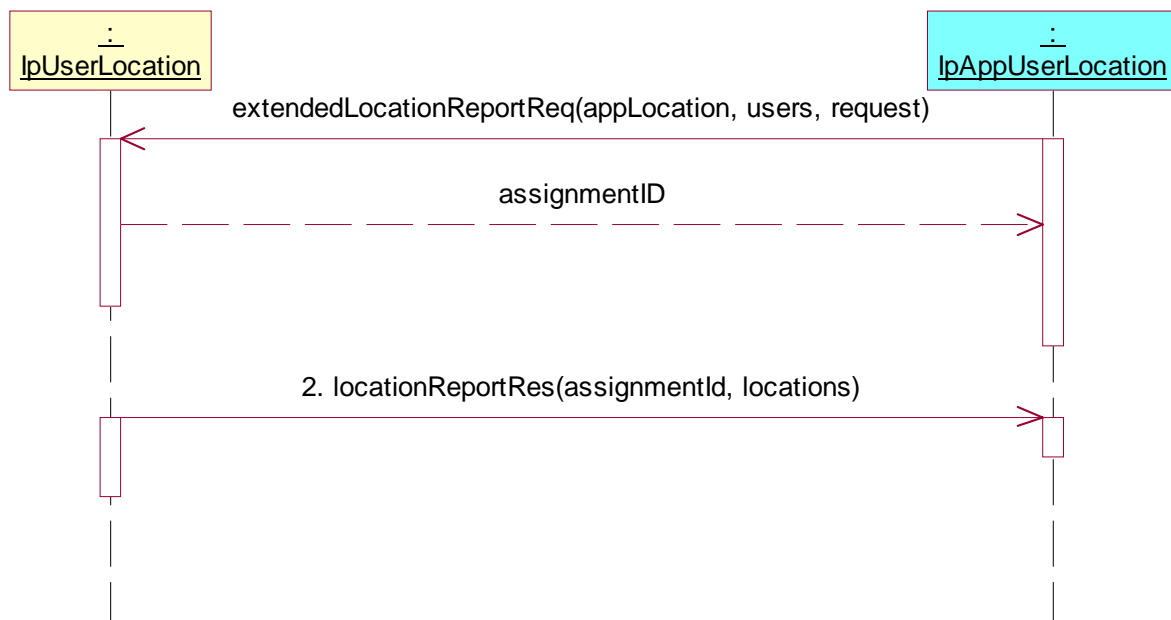 :
IpUserLocation
:
IpAppUserLocation
extendedLocationReportReq(appLocation, users, request)
assignmentID
2. locationReportRes(assignmentId, locations)